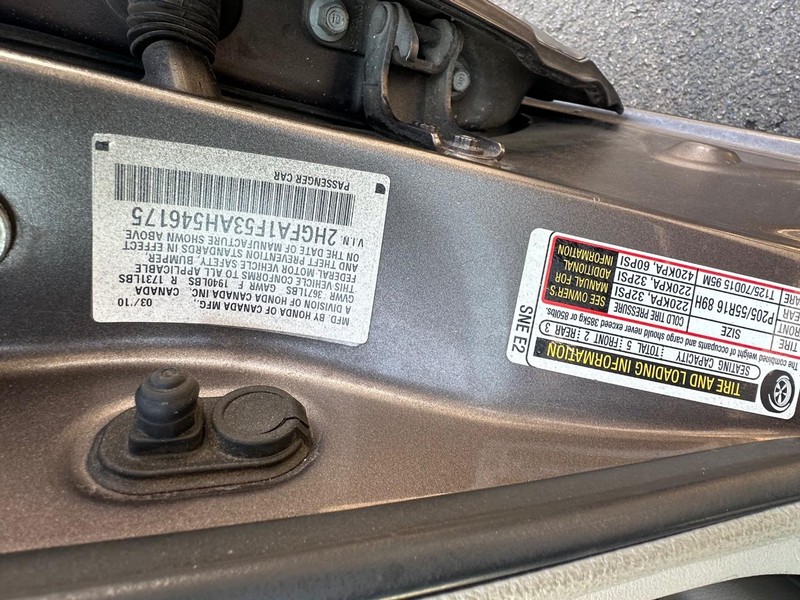 MFD. BY HONDA OF CANADA MFG.
A DIVISION OF HONDA CANADA INC. CANADA
03/10
GVWR 3671LBS GAWR F 1940LBS R 1731LBS
THIS VEHICLE CONFORMS TO ALL APPLICABLE
FEDERAL MOTOR VEHICLE SAFETY, BUMPER,
AND THEFT PREVENTION STANDARDS IN EFFECT
ON THE DATE OF MANUFACTURE SHOWN ABOVE
V.I.N. 2HGFA1F53AH546175
PASSENGER CAR
TIRE AND LOADING INFORMATION
SEATING CAPACITY TOTAL 5 FRONT 2 REAR 3
The combined weight of occupants and cargo should never exceed 385kg or 850lbs.
TIRE SIZE COLD TIRE PRESSURE
P205/55R16 89H 220KPA, 32PSI
REAR 220KPA, 32PSI
SPARE T125/70D15 95M 420KPA, 60PSI
SEE OWNER'S
MANUAL FOR
ADDITIONAL
INFORMATION
SNE E2